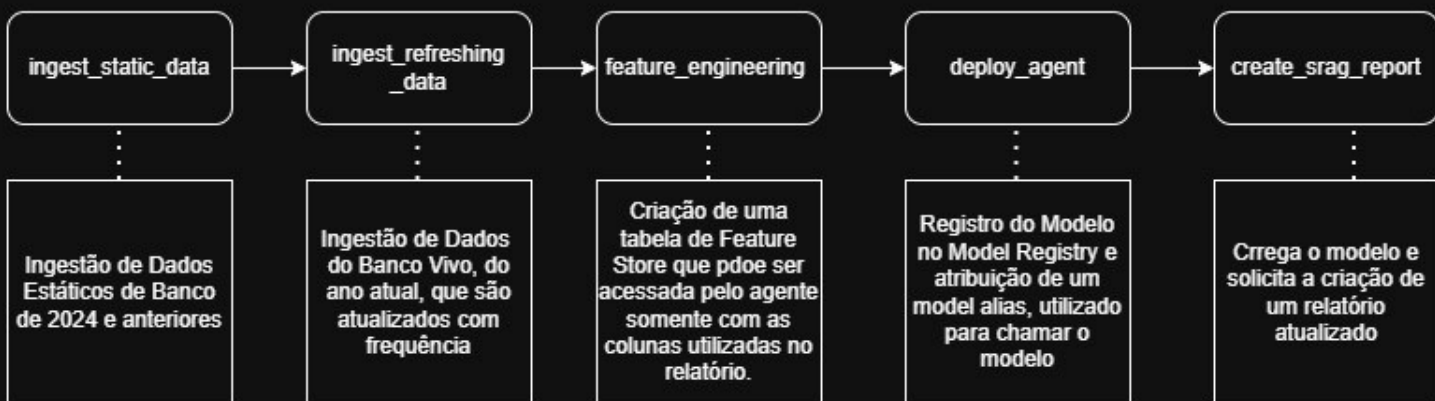 ingest_static_data
ingest_refreshing
_data
feature_engineering
deploy_agent
create_srag_report
Ingestão de Dados
Estáticos de Banco
de 2024 e anteriores
Ingestão de Dados
do Banco Vivo, do
ano atual, que são
atualizados com
frequência
Criação de uma
tabela de Feature
Store que pdoe ser
acessada pelo agente
somente com as
colunas utilizadas no
relatório.
Registro do Modelo
no Model Registry e
atribuição de um
model alias, utilizado
para chamar o
modelo
Crrega o modelo e
solicita a criação de
um relatório
atualizado